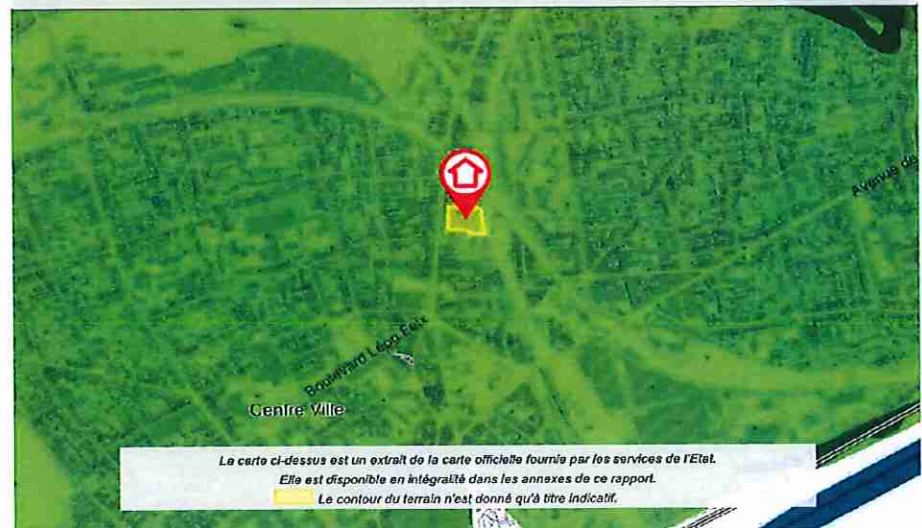 Avenue de
Boulevard Léon Feix
Centre Ville
La carte ci-dessus est un extrait de la carte officielle fournie par les services de l'Etat.
Elle est disponible en intégralité dans les annexes de ce rapport.
Le contour du terrain n'est donné qu'à titre indicatif.